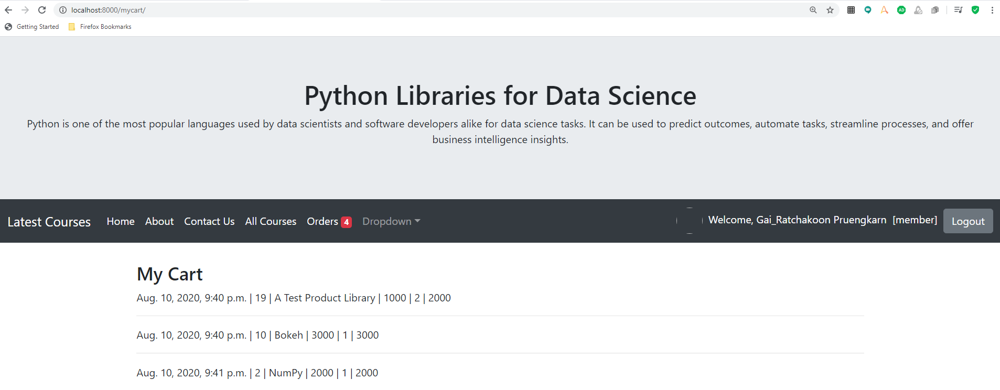 localhost:8000/mycart/
AD
Getting Started Firefox Bookmarks
Python Libraries for Data Science
Python is one of the most popular languages used by data scientists and software developers alike for data science tasks. It can be used to predict outcomes, automate tasks, streamline processes, and offer
business intelligence insights.
Latest Courses Home About Contact Us All Courses Orders 4 Dropdown Welcome, Gai_Ratchakoon Pruengkarn [member] Logout
My Cart
Aug. 10, 2020, 9:40 p.m. | 19 | A Test Product Library | 1000 | 2 | 2000
Aug. 10, 2020, 9:40 p.m. | 10 | Bokeh | 3000 | 1 | 3000
Aug. 10, 2020, 9:41 p.m. | 2 | NumPy | 2000 | 1 | 2000